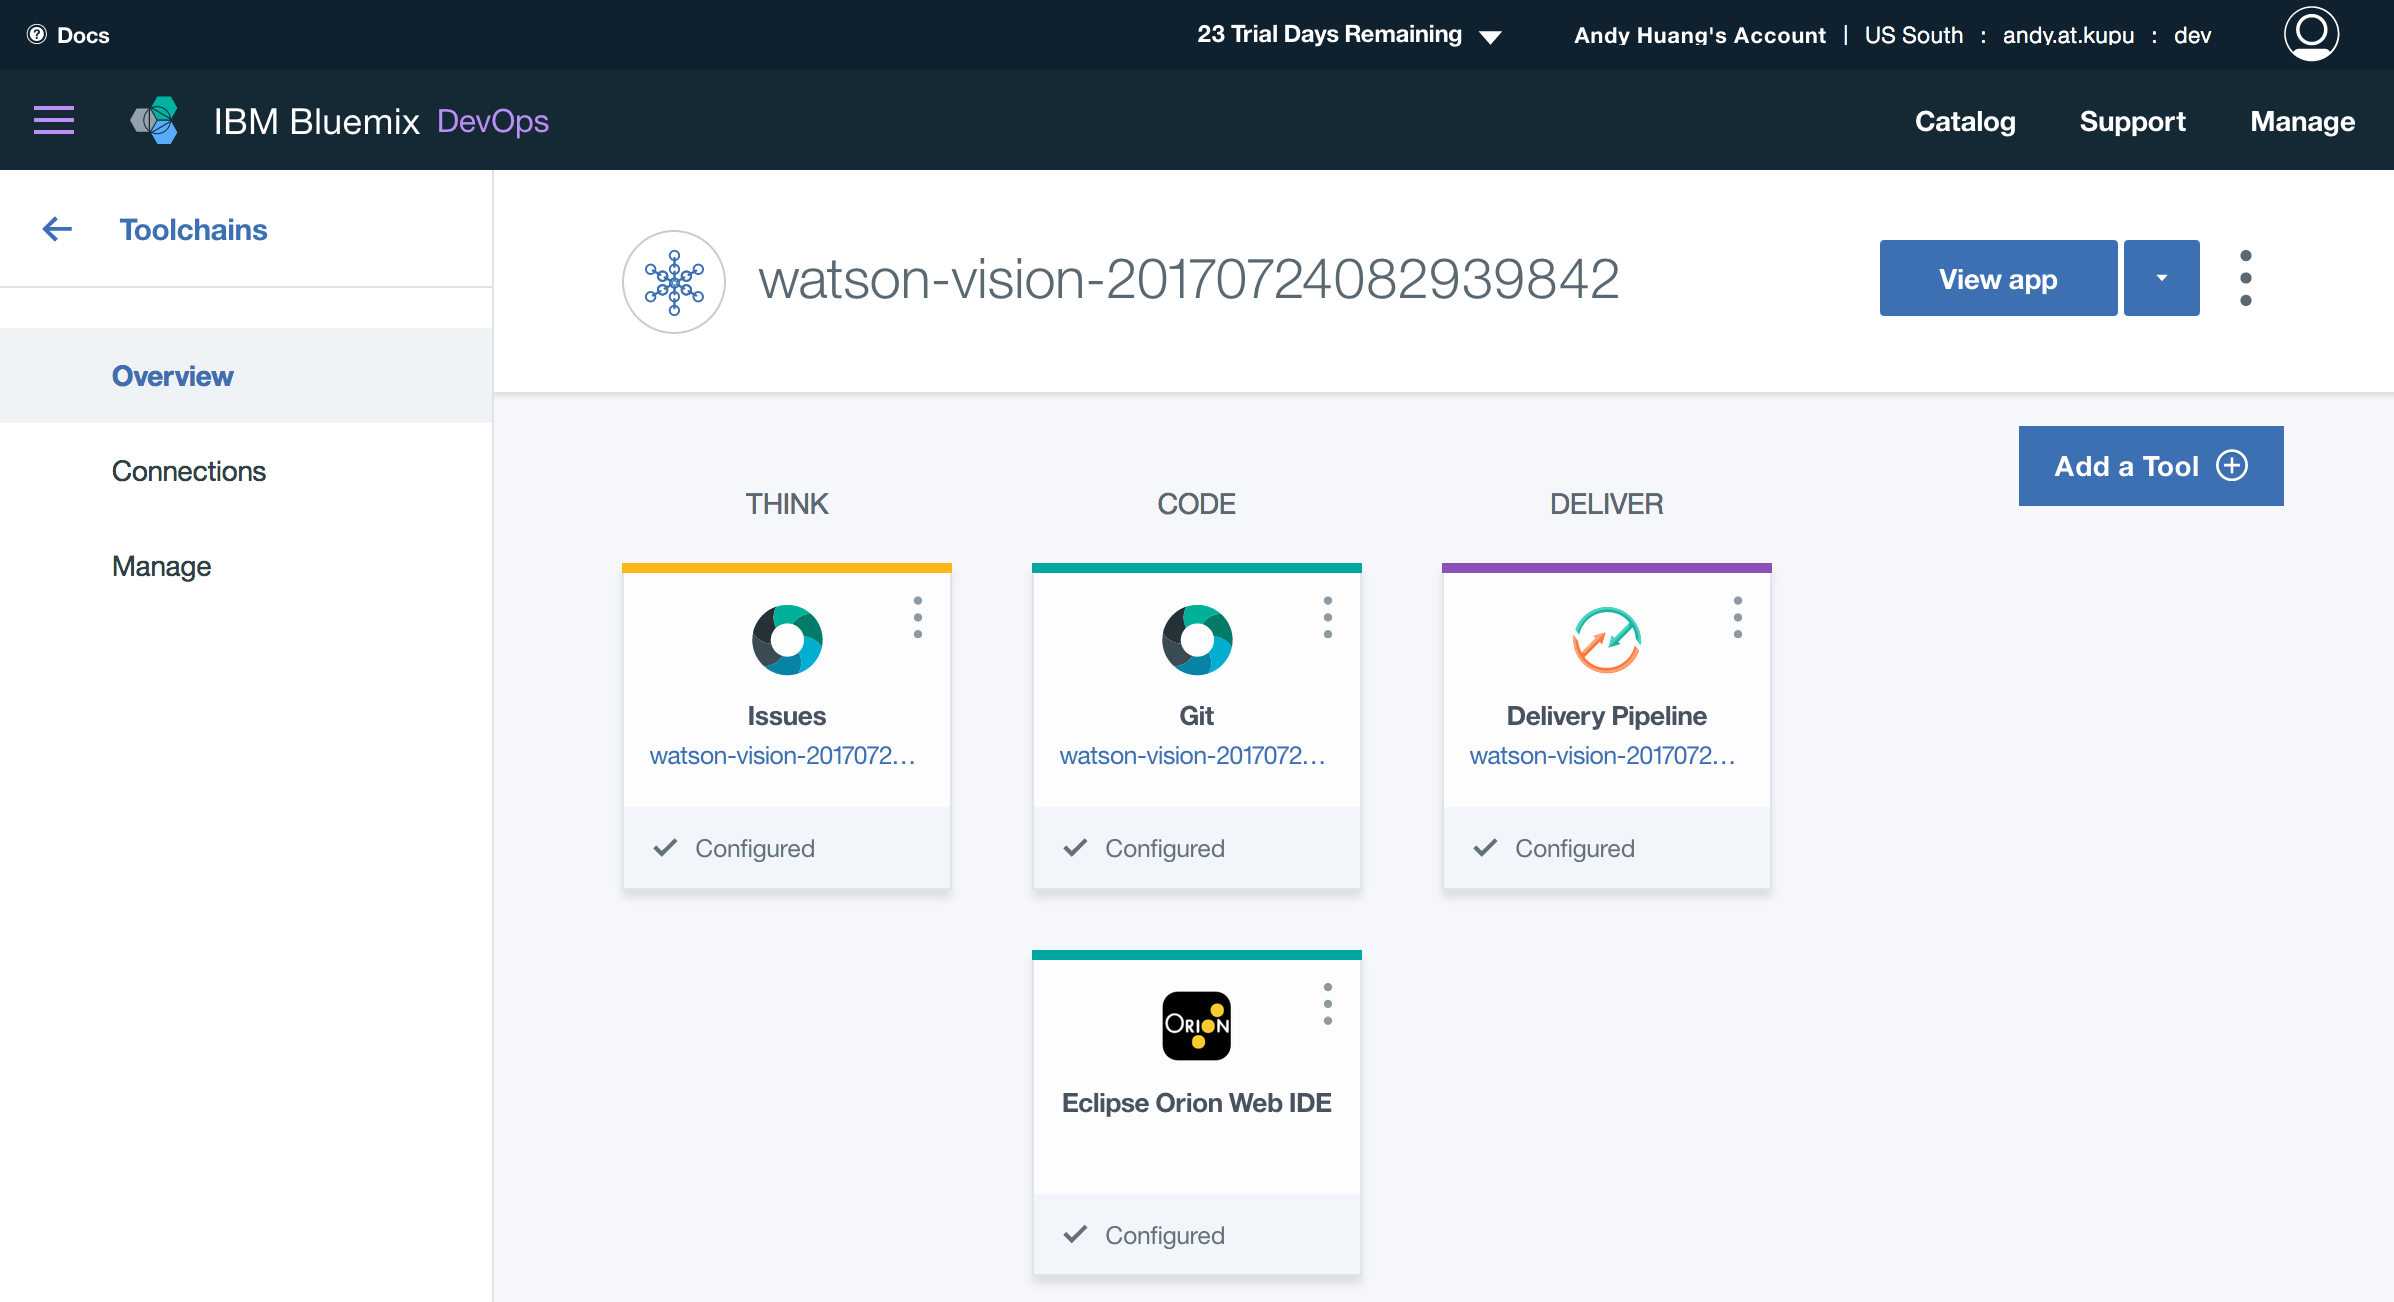 Docs
23 Trial Days Remaining
Andy Huang's Account | US South : andy.at.kupu : dev
IBM Bluemix DevOps
Catalog Support Manage
Toolchains
Overview
Connections
Manage
watson-vision-20170724082939842
View app
Add a Tool
THINK
Issues
watson-vision-2017072...
Configured
CODE
Git
watson-vision-2017072...
Configured
ORION
Eclipse Orion Web IDE
Configured
DELIVER
Delivery Pipeline
watson-vision-2017072...
Configured